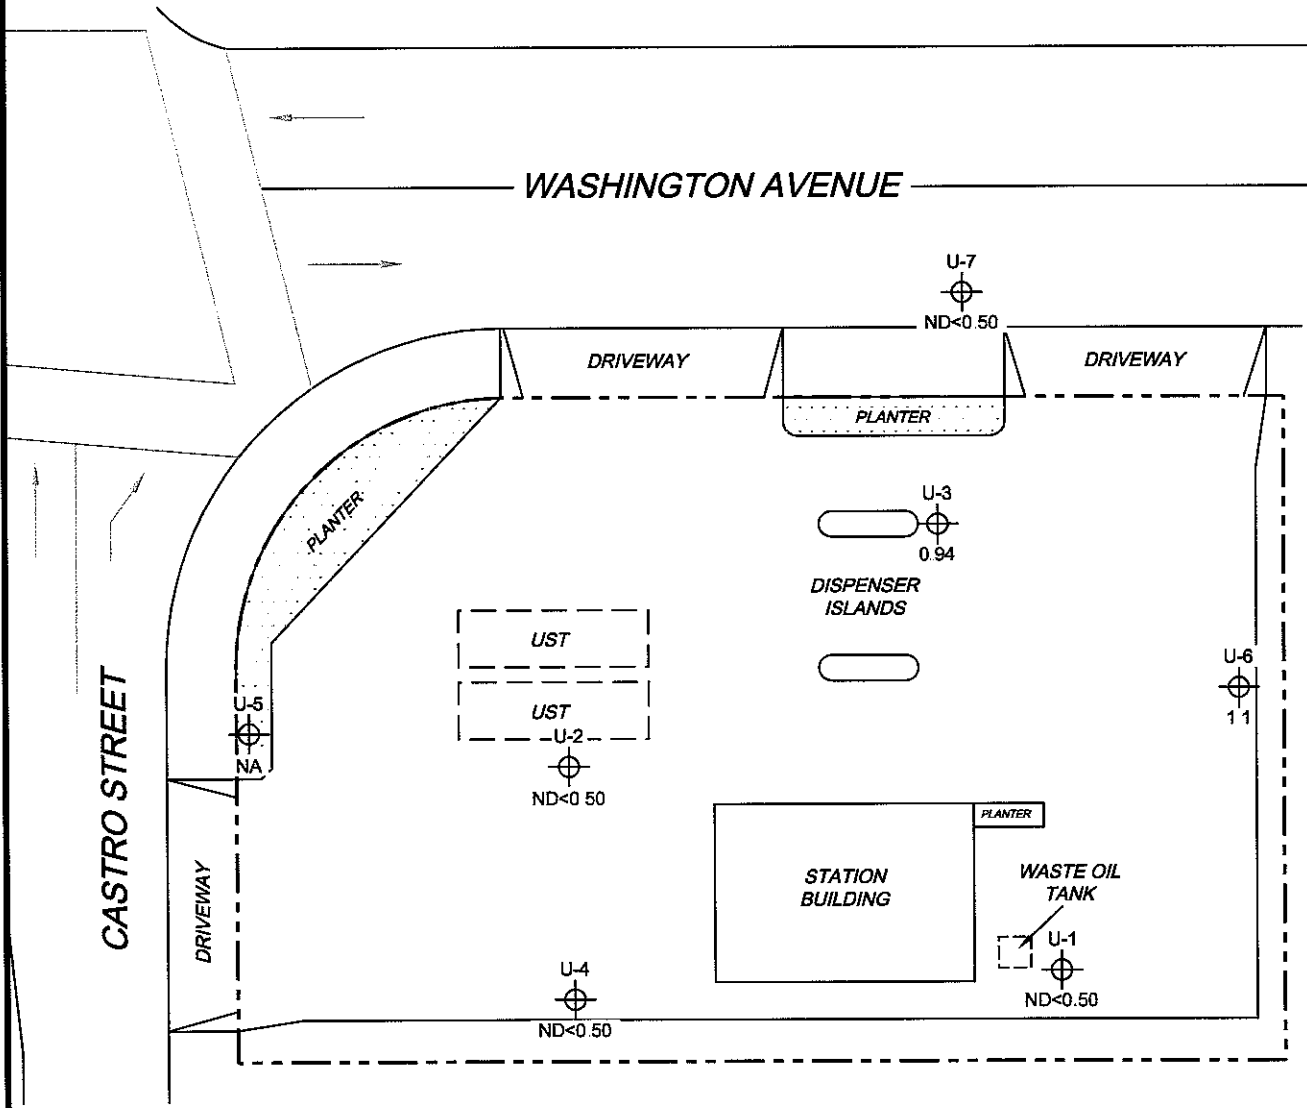 WASHINGTON AVENUE
U-7
ND<0.50
DRIVEWAY
DRIVEWAY
PLANTER
PLANTER
U-3
0.94
DISPENSER
ISLANDS
UST
UST
U-6
1 1
U-5
NA
U-2
ND<0 50
CASTRO STREET
DRIVEWAY
PLANTER
STATION
BUILDING
WASTE OIL
TANK
U-1
ND<0.50
U-4
ND<0.50